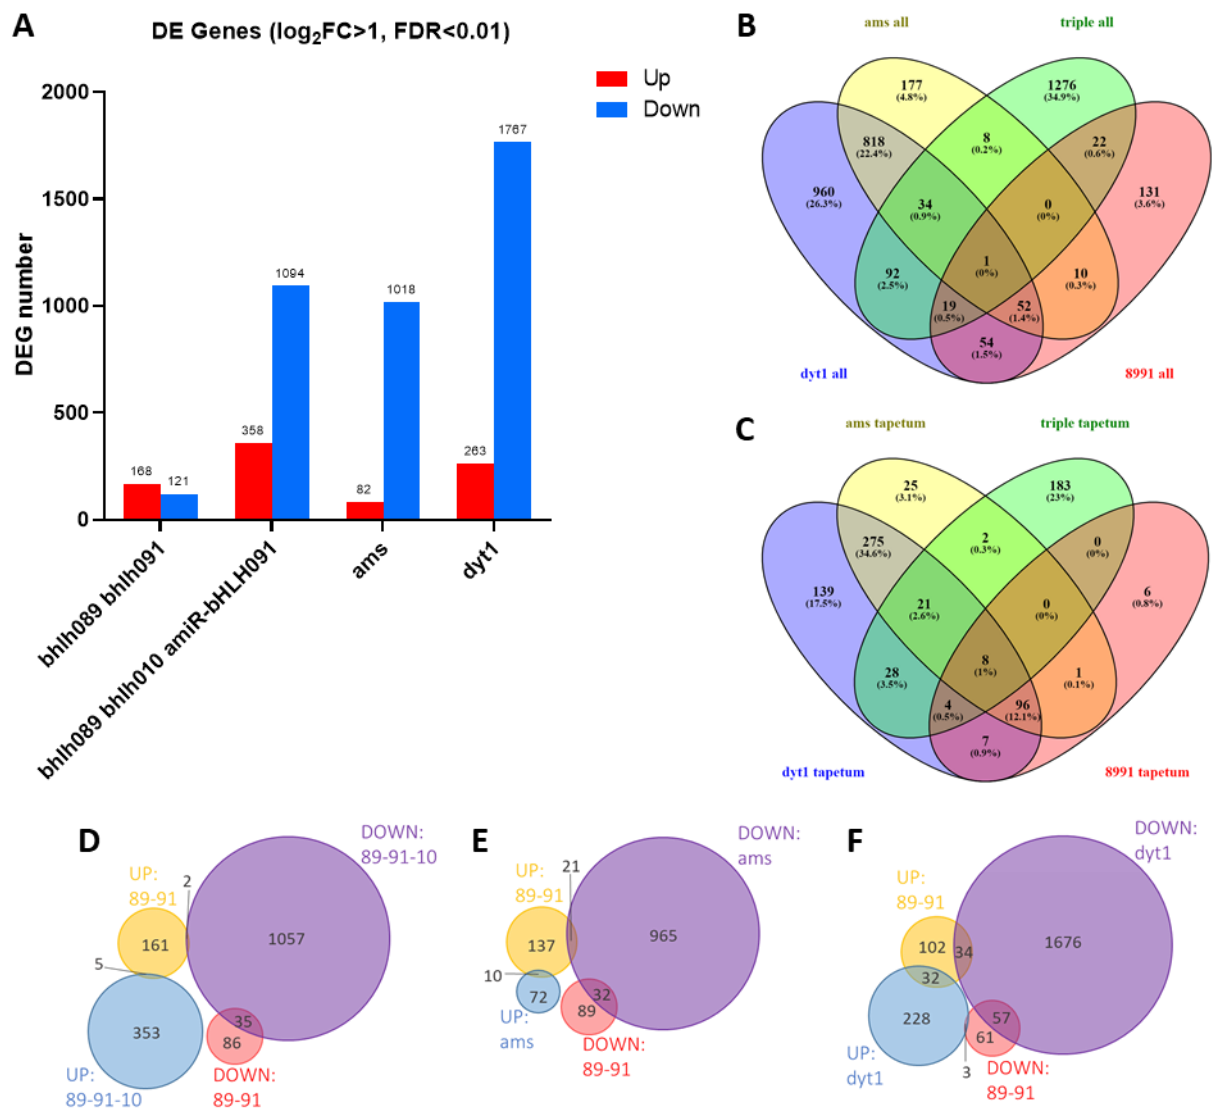 A
DE Genes (log2FC>1, FDR<0.01)
Up
Down
DEG number
2000
1500
1000
500
0
168
121
358
1094
82
1018
263
1767
bhlh089 bhlh091
bhlh089 bhlh010 amiR-bHLH091
ams
dyt1
B
ams all
triple all
177
(4.8%)
1276
(34.9%)
818
(22.4%)
8
(0.2%)
22
(0.6%)
960
(26.3%)
34
(0.9%)
0
(0%)
131
(3.6%)
1
(0%)
92
(2.5%)
10
(0.3%)
19
(0.5%)
52
(1.4%)
54
(1.5%)
dyt1 all
8991 all
C
ams tapetum
triple tapetum
25
(3.1%)
183
(23%)
275
(34.6%)
2
(0.3%)
0
(0%)
139
(17.5%)
21
(2.6%)
0
(0%)
6
(0.8%)
8
(1%)
28
(3.5%)
1
(0.1%)
4
(0.5%)
96
(12.1%)
7
(0.9%)
dyt1 tapetum
8991 tapetum
D
DOWN:
89-91-10
UP:
89-91
2
161
1057
5
353
35
86
UP:
89-91-10
DOWN:
89-91
E
DOWN:
ams
UP:
89-91
21
137
965
10
72
32
89
UP:
ams
DOWN:
89-91
F
DOWN:
dyt1
UP:
89-91
102
34
1676
32
228
57
61
3
UP:
dyt1
DOWN:
89-91